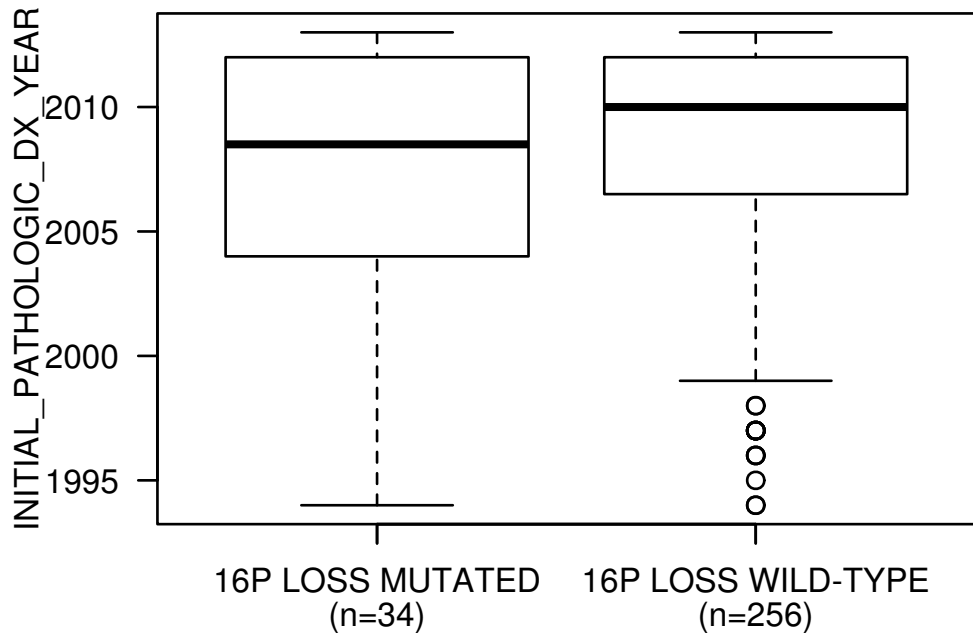 INITIAL_PATHOLOGIC_DX_YEAR
2010
2005
2000
1995
16P LOSS MUTATED
(n=34)
16P LOSS WILD-TYPE
(n=256)